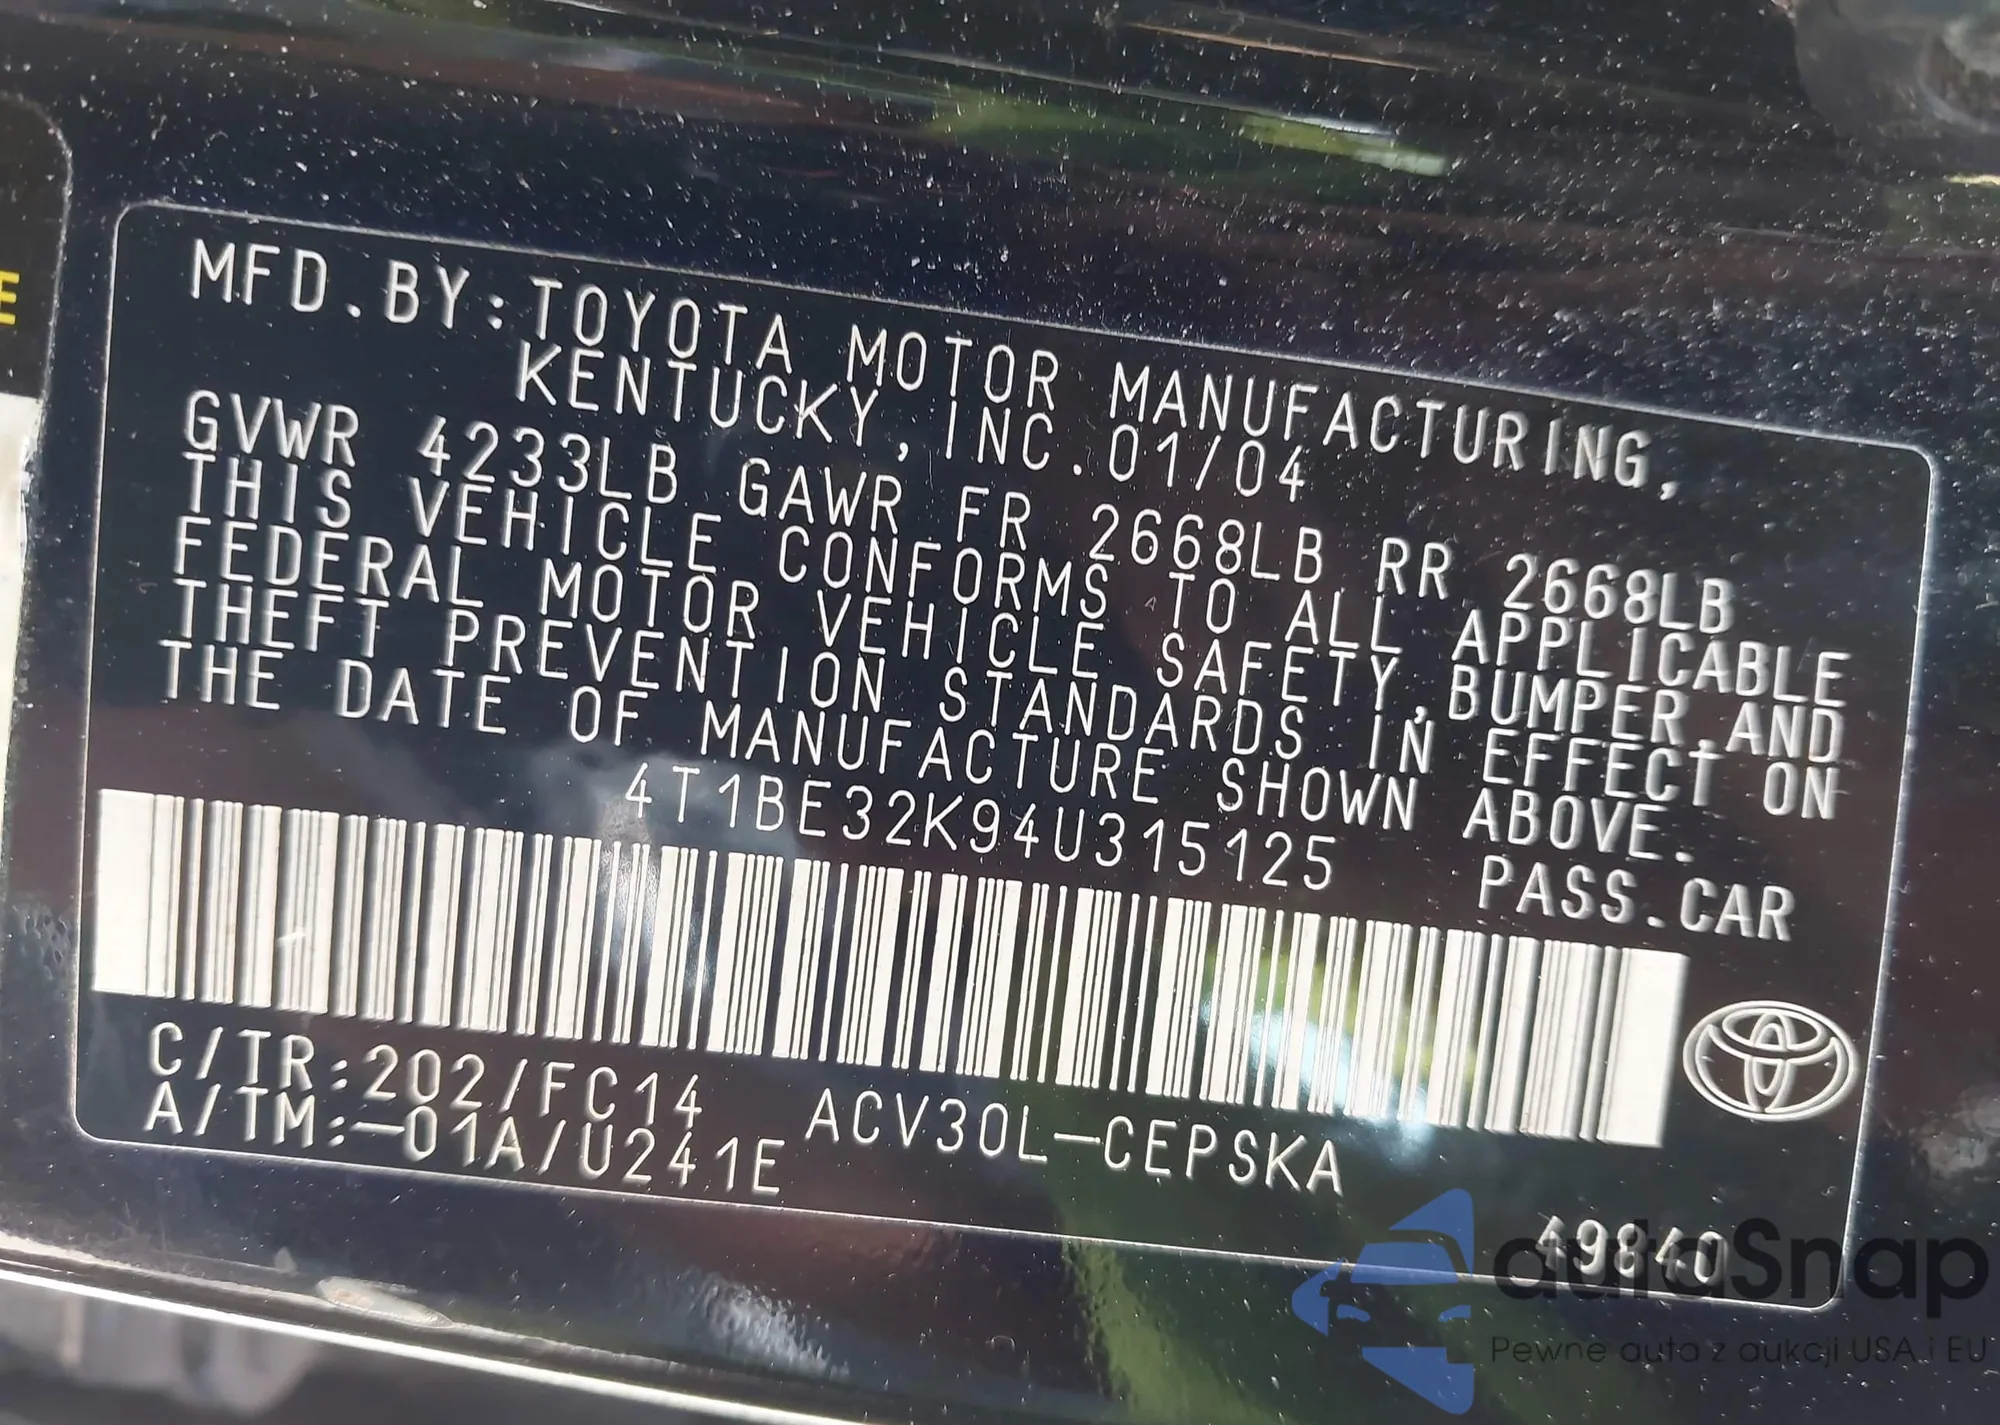 E
MFD.BY:TOYOTA MOTOR MANUFACTURING,
KENTUCKY,INC.01/04
GVWR 4233LB GAWR FR 2668LB RR 2668LB
THIS VEHICLE CONFORMS TO ALL APPLICABLE
FEDERAL MOTOR VEHICLE SAFETY,BUMPER,AND
THEFT PREVENTION STANDARDS IN EFFECT ON
THE DATE OF MANUFACTURE SHOWN ABOVE.
4T1BE32K94U315125 PASS.CAR
C/TR:202/FC14 ACV30L-CEPSKA
A/TM:-01A/U241E
49840
autoSnap
Pewne auta z aukcji USA i EU